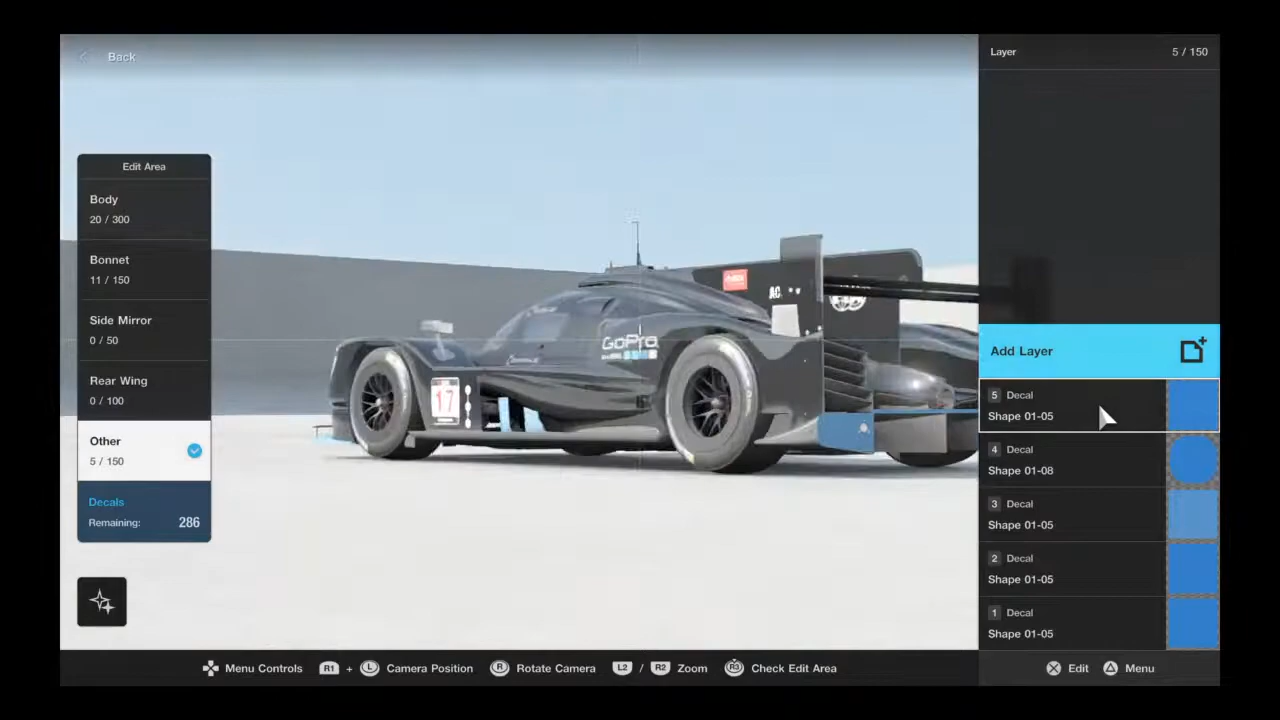 Back
Layer
5 / 150
Edit Area
Body
20 / 300
Bonnet
11 / 150
Side Mirror
0 / 50
Rear Wing
0 / 100
Other
5 / 150
Decals
Remaining: 286
GoPro
17
Add Layer
5 Decal
Shape 01-05
4 Decal
Shape 01-08
3 Decal
Shape 01-05
2 Decal
Shape 01-05
1 Decal
Shape 01-05
Menu Controls R1 + L Camera Position R Rotate Camera L2 / R2 Zoom R3 Check Edit Area
Edit Menu